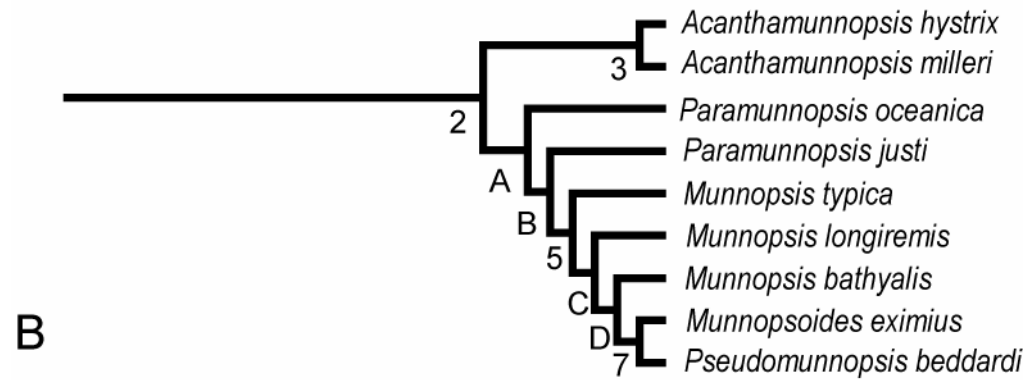 Acanthamunnopsis hystrix
3
Acanthamunnopsis milleri
2
Paramunnopsis oceanica
A
Paramunnopsis justi
B
Munnopsis typica
5
Munnopsis longiremis
C
Munnopsis bathyalis
D
Munnopsoides eximius
7
Pseudomunnopsis beddardi
B